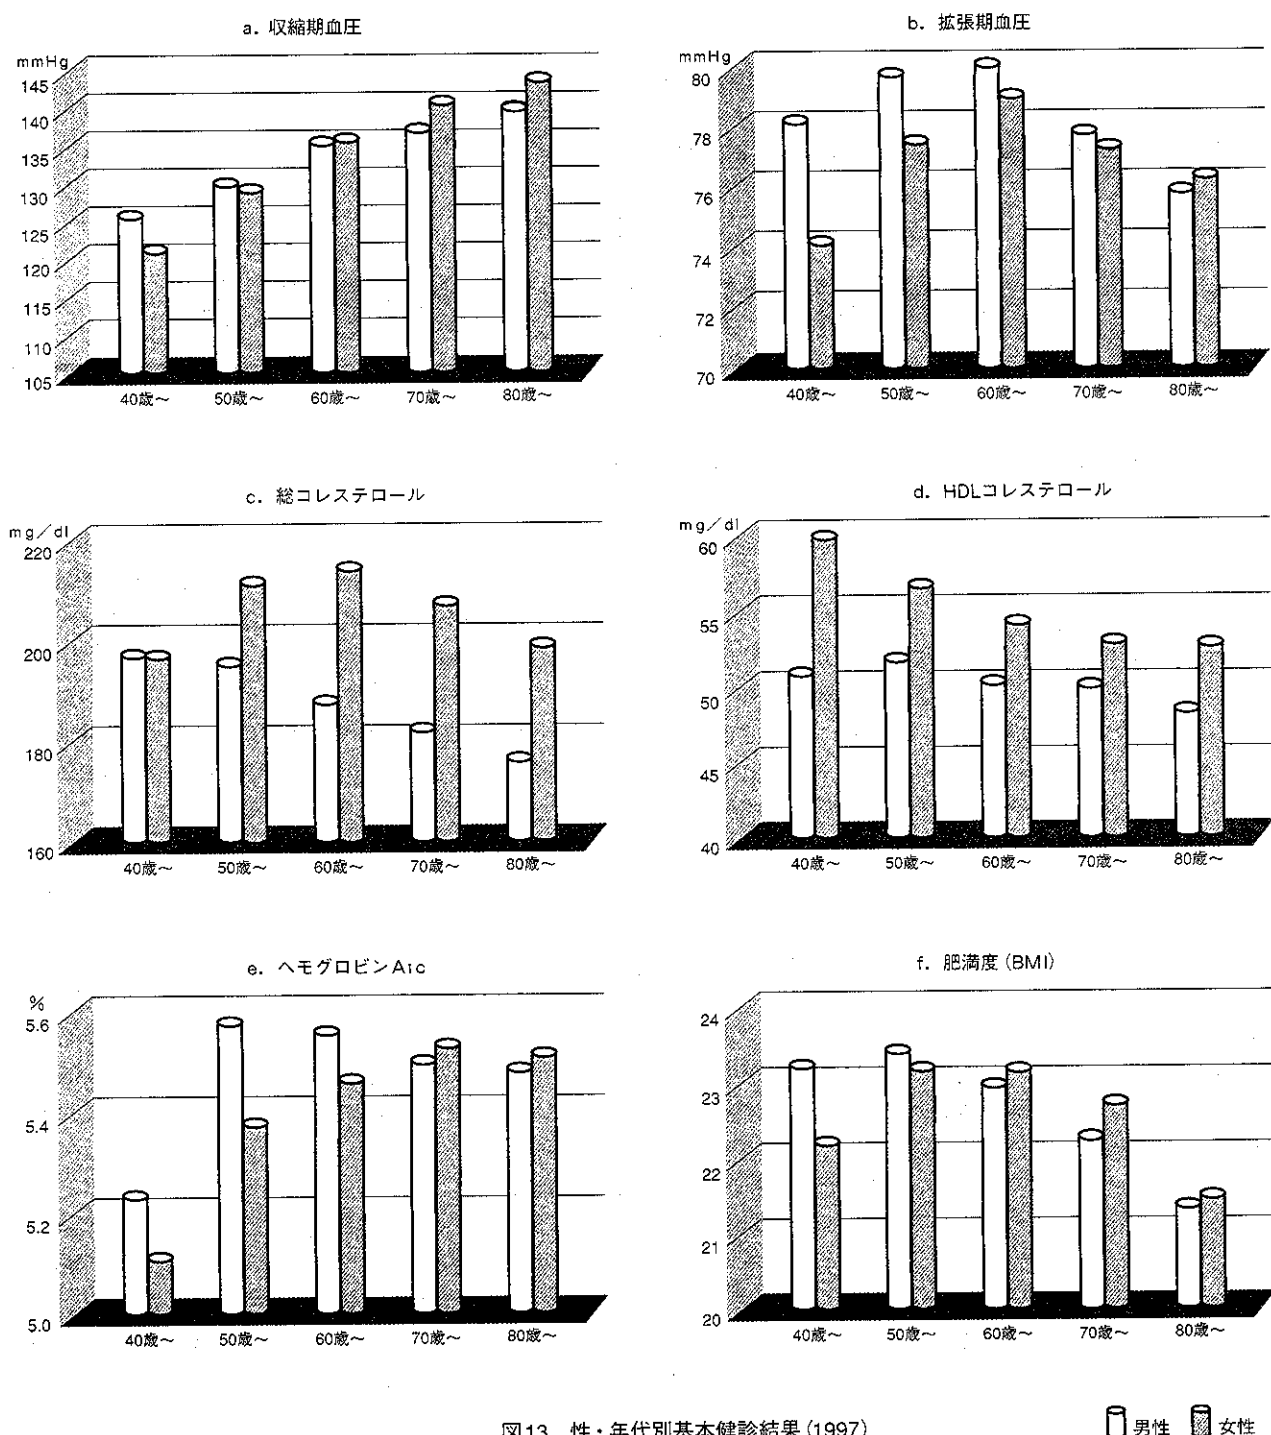 a. 収縮期血圧
mmHg
145
140
135
130
125
120
115
110
105
40歳～ 50歳～ 60歳～ 70歳～ 80歳～
b. 拡張期血圧
mmHg
80
78
76
74
72
70
40歳～ 50歳～ 60歳～ 70歳～ 80歳～
c. 総コレステロール
mg/dl
220
200
180
160
40歳～ 50歳～ 60歳～ 70歳～ 80歳～
d. HDLコレステロール
mg/dl
60
55
50
45
40
40歳～ 50歳～ 60歳～ 70歳～ 80歳～
e. ヘモグロビンA1c
%
5.6
5.4
5.2
5.0
40歳～ 50歳～ 60歳～ 70歳～ 80歳～
f. 肥満度(BMI)
24
23
22
21
20
40歳～ 50歳～ 60歳～ 70歳～ 80歳～
図13 性・年代別基本健診結果(1997)
男性 女性